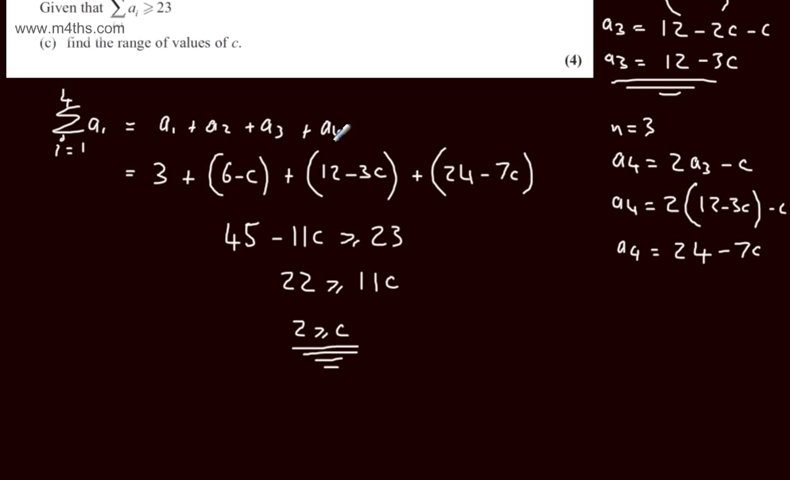 Given that ∑ aᵢ ⩾ 23
www.m4ths.com
(c) find the range of values of c.
(4)
a₃ = 12 - 2c - c
a₃ = 12 - 3c
4
∑ aᵢ = a₁ + a₂ + a₃ + a₄
i=1
= 3 + (6-c) + (12-3c) + (24-7c)
45 - 11c ⩾ 23
22 ⩾ 11c
2 ⩾ c
n=3
a₄ = 2a₃ - c
a₄ = 2(12-3c) - c
a₄ = 24 - 7c